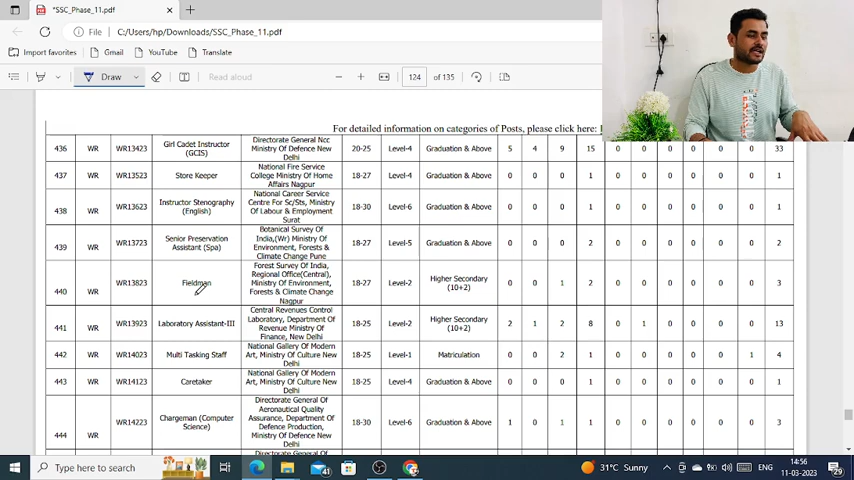 *SSC_Phase_11.pdf
File
C:/Users/hp/Downloads/SSC_Phase_11.pdf
Import favorites
Gmail
YouTube
Translate
Draw
Read aloud
124 of 135
For detailed information on categories of Posts, please click here:
436 WR WR13423 Girl Cadet Instructor (GCIS) Directorate General Ncc Ministry Of Defence New Delhi 20-25 Level-4 Graduation & Above 5 4 9 15 0 0 0 0 0 0 33
437 WR WR13523 Store Keeper National Fire Service College Ministry Of Home Affairs Nagpur 18-27 Level-4 Graduation & Above 0 0 0 1 0 0 0 0 0 0 1
438 WR WR13623 Instructor Stenography (English) National Career Service Centre For Sc/Sts, Ministry Of Labour & Employment Surat 18-30 Level-6 Graduation & Above 0 0 0 1 0 0 0 0 0 0 1
439 WR WR13723 Senior Preservation Assistant (Spa) Botanical Survey Of India,(Wr) Ministry Of Environment, Forests & Climate Change Pune 18-27 Level-5 Graduation & Above 0 0 0 2 0 0 0 0 0 0 2
440 WR WR13823 Fieldman Forest Survey Of India, Regional Office(Central), Ministry Of Environment, Forests & Climate Change Nagpur 18-27 Level-2 Higher Secondary (10+2) 0 0 1 2 0 0 0 0 0 0 3
441 WR WR13923 Laboratory Assistant-III Central Revenues Control Laboratory, Department Of Revenue Ministry Of Finance, New Delhi 18-25 Level-2 Higher Secondary (10+2) 2 1 2 8 0 1 0 0 0 0 13
442 WR WR14023 Multi Tasking Staff National Gallery Of Modern Art, Ministry Of Culture New Delhi 18-25 Level-1 Matriculation 0 0 2 1 0 0 0 0 0 1 4
443 WR WR14123 Caretaker National Gallery Of Modern Art, Ministry Of Culture New Delhi 18-25 Level-4 Graduation & Above 0 0 0 1 0 0 0 0 0 0 1
444 WR WR14223 Chargeman (Computer Science) Directorate General Of Aeronautical Quality Assurance, Department Of Defence Production, Ministry Of Defence New Delhi 18-30 Level-6 Graduation & Above 1 0 1 1 0 0 0 0 0 0 3
Directorate General Of
Type here to search
41
31°C Sunny
ENG
14:56
11-03-2023
29